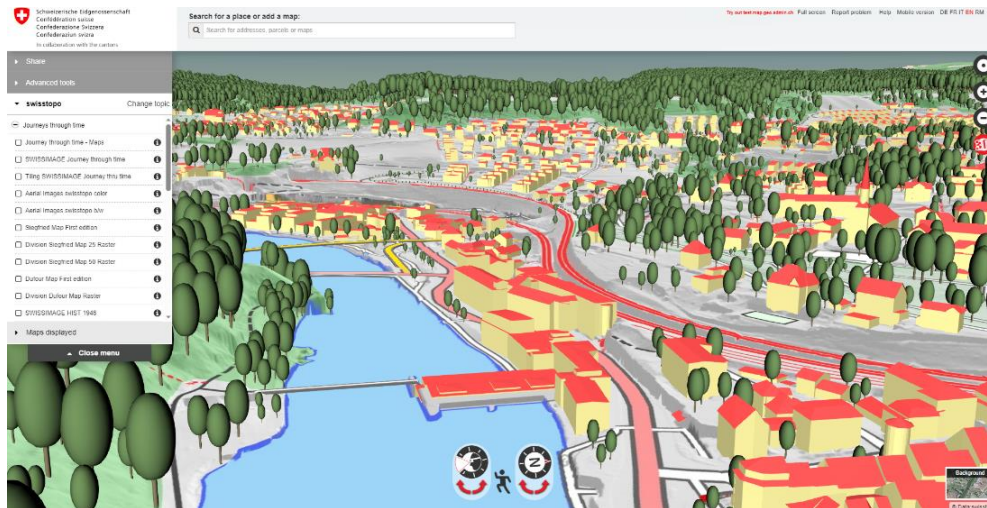 Schweizerische Eidgenossenschaft
Confédération suisse
Confederazione Svizzera
Confederaziun svizra
In collaboration with the cantons
Search for a place or add a map:
Search for addresses, parcels or maps
Try out test.map.geo.admin.ch Full version Report problem Help Mobile version DE FR IT EN RM
Share
Advanced tools
swisstopo Change topic
Journeys through time
Journey through time - Maps
SWISSIMAGE Journey through time
Tiling SWISSIMAGE Journey thru time
Aerial Images swisstopo color
Aerial Images swisstopo b/w
Siegfried Map First edition
Division Siegfried Map 25 Raster
Division Siegfried Map 50 Raster
Dufour Map First edition
Division Dufour Map Raster
SWISSIMAGE HIST 1946
Maps displayed
Close menu
3D
N
Background